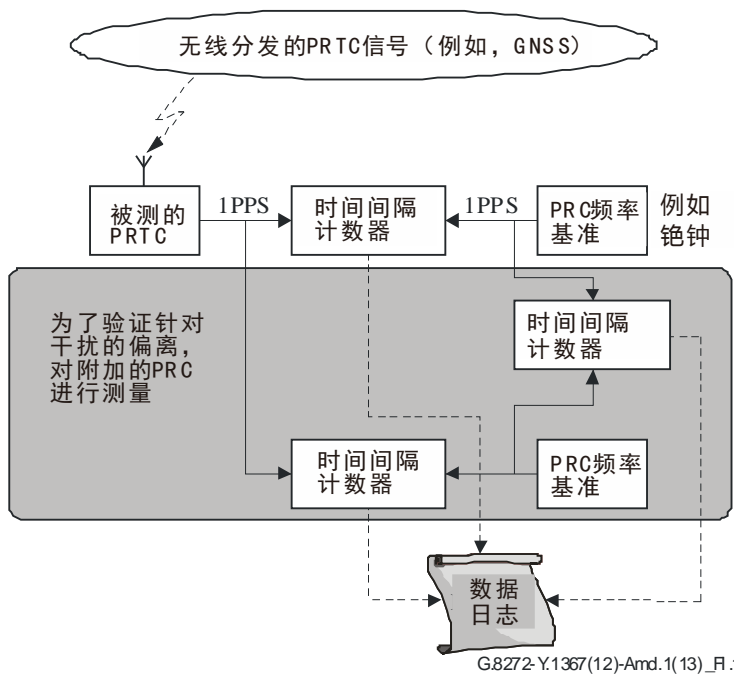 无线分发的PRTC信号（例如，GNSS）
被测的
PRTC
1PPS
时间间隔
计数器
1PPS
PRC频率
基准
例如
铯钟
为了验证针对
干扰的偏离，
对附加的PRC
进行测量
时间间隔
计数器
时间间隔
计数器
PRC频率
基准
数据
日志
G.8272-Y.1367(12)-Amd.1(13)_FI.1